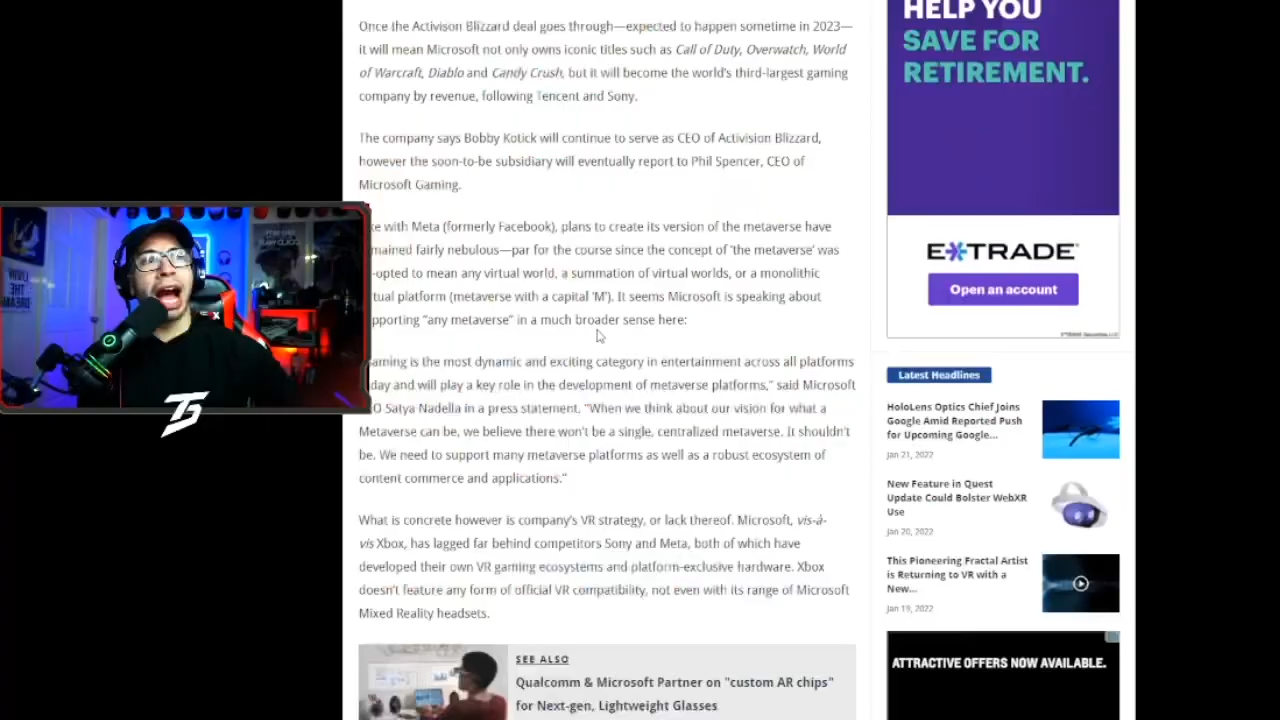 Once the Activison Blizzard deal goes through—expected to happen sometime in 2023—
it will mean Microsoft not only owns iconic titles such as Call of Duty, Overwatch, World
of Warcraft, Diablo and Candy Crush, but it will become the world's third-largest gaming
company by revenue, following Tencent and Sony.
The company says Bobby Kotick will continue to serve as CEO of Activision Blizzard,
however the soon-to-be subsidiary will eventually report to Phil Spencer, CEO of
Microsoft Gaming.
with Meta (formerly Facebook), plans to create its version of the metaverse have
mained fairly nebulous—par for the course since the concept of 'the metaverse' was
-opted to mean any virtual world, a summation of virtual worlds, or a monolithic
tual platform (metaverse with a capital 'M'). It seems Microsoft is speaking about
pporting “any metaverse” in a much broader sense here:
aming is the most dynamic and exciting category in entertainment across all platforms
day and will play a key role in the development of metaverse platforms,” said Microsoft
O Satya Nadella in a press statement. “When we think about our vision for what a
Metaverse can be, we believe there won't be a single, centralized metaverse. It shouldn't
be. We need to support many metaverse platforms as well as a robust ecosystem of
content commerce and applications.”
What is concrete however is company's VR strategy, or lack thereof. Microsoft, vis-à-
vis Xbox, has lagged far behind competitors Sony and Meta, both of which have
developed their own VR gaming ecosystems and platform-exclusive hardware. Xbox
doesn't feature any form of official VR compatibility, not even with its range of Microsoft
Mixed Reality headsets.
SEE ALSO
Qualcomm & Microsoft Partner on "custom AR chips"
for Next-gen, Lightweight Glasses
HELP YOU
SAVE FOR
RETIREMENT.
E*TRADE
Open an account
Latest Headlines
HoloLens Optics Chief Joins
Google Amid Reported Push
for Upcoming Google...
Jan 21, 2022
New Feature in Quest
Update Could Bolster WebXR
Use
Jan 20, 2022
This Pioneering Fractal Artist
is Returning to VR with a
New...
Jan 19, 2022
ATTRACTIVE OFFERS NOW AVAILABLE.
LIVIN
THE
DREAM